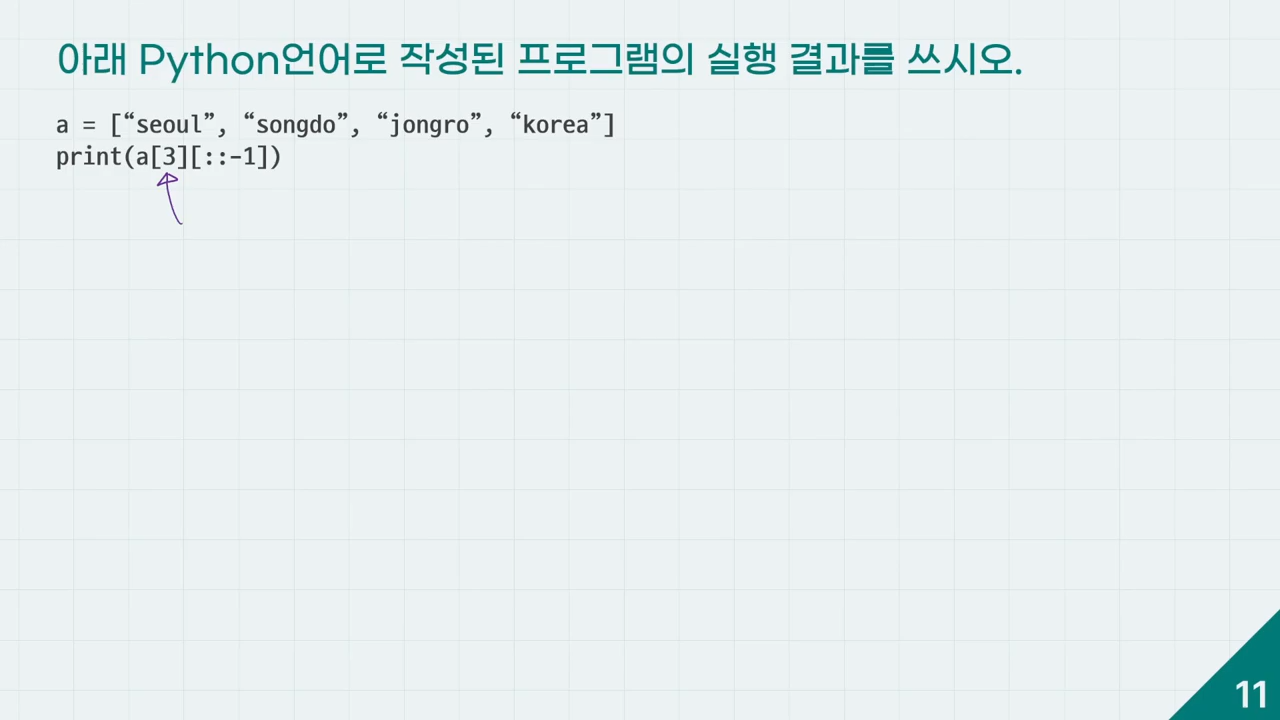 아래 Python언어로 작성된 프로그램의 실행 결과를 쓰시오.
a = [“seoul”, “songdo”, “jongro”, “korea”]
print(a[3][::-1])
11